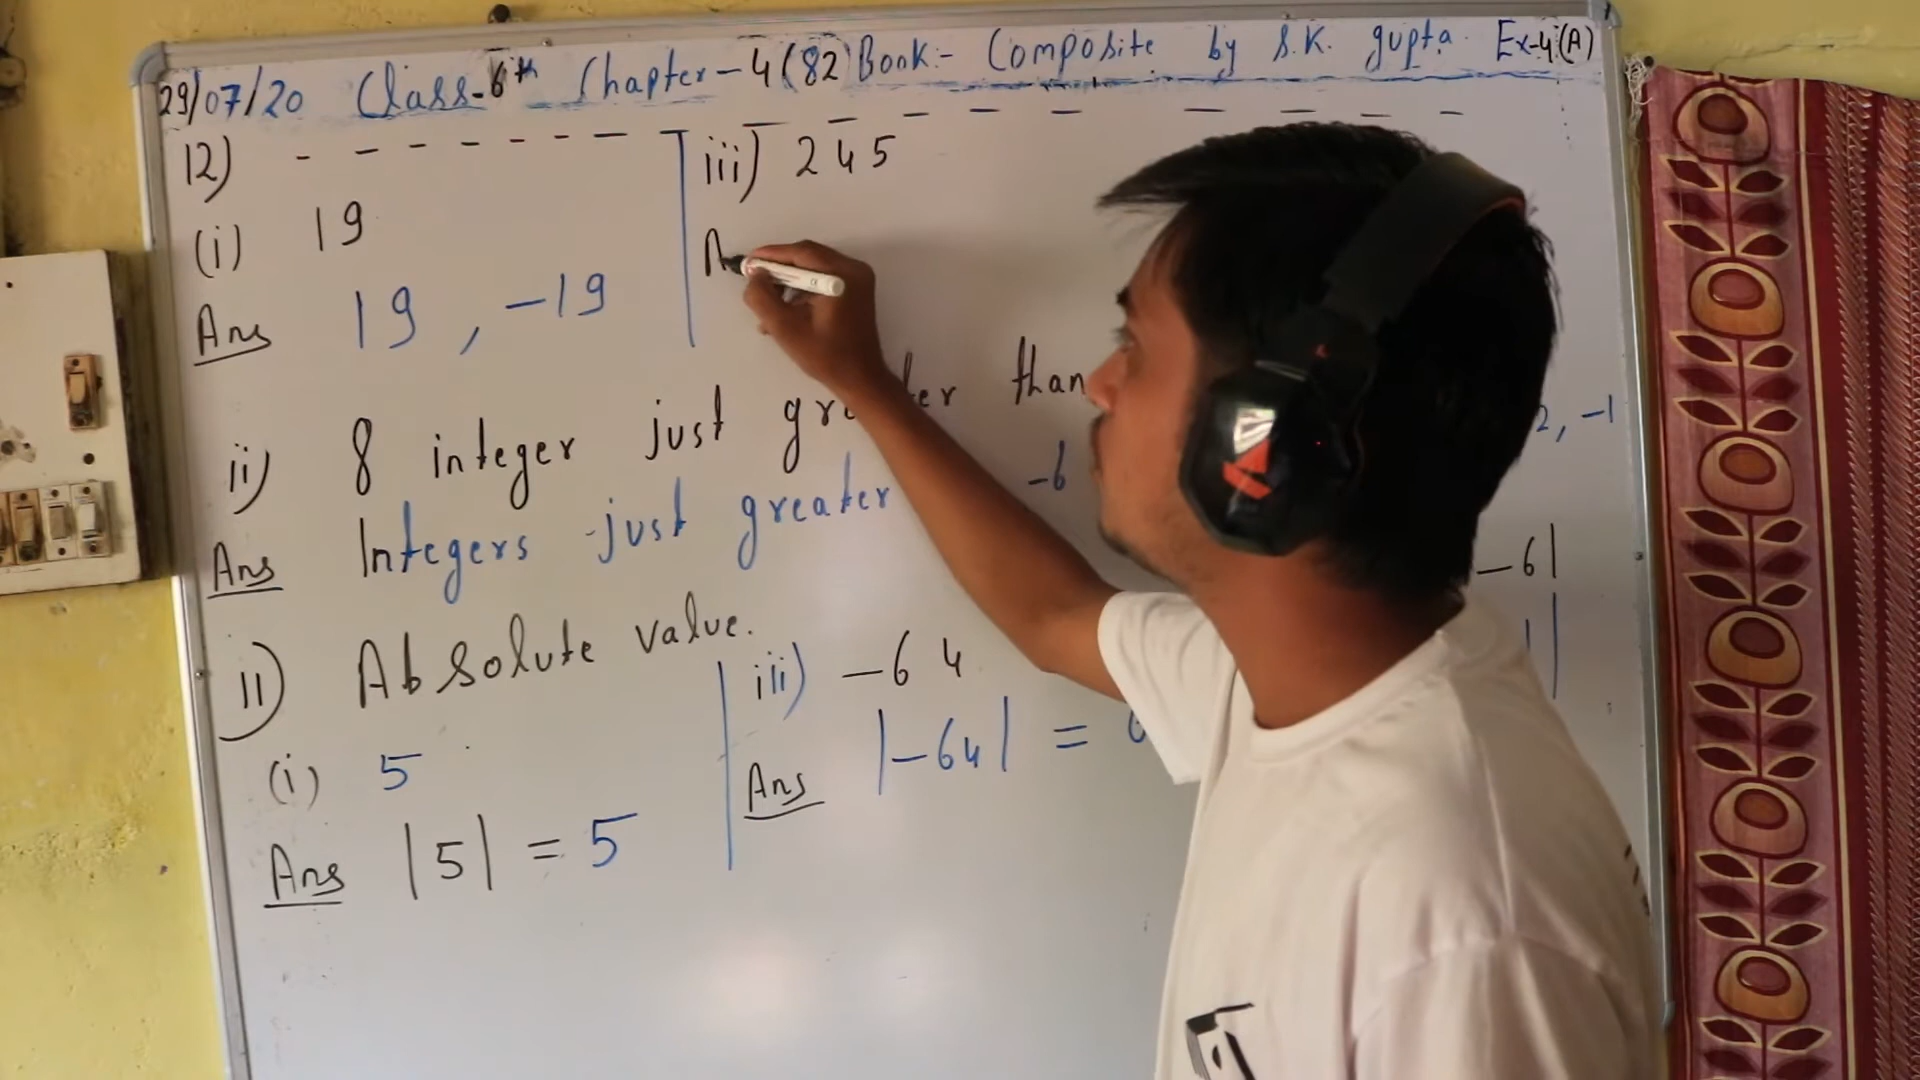 29/07/20 Class-6th Chapter-4(82) Book:- Composite by S.K. gupta. Ex-4(A)
12)
(i) 19
Ans 19, -19
iii) 245
A
ii) 8 integer just than
-2, -1
Ans Integers just greater -6
-6|
11) Absolute value.
|
(i) 5
Ans |5| = 5
iii) -64
Ans |-64| =